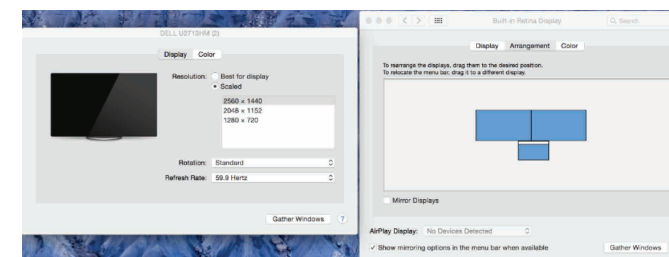 DELL U2713HM (2)
Display Color
Resolution: Best for display
Scaled
2560 × 1440
2048 × 1152
1280 × 720
Rotation: Standard
Refresh Rate: 59.9 Hertz
Gather Windows ?
Built-in Retina Display
Search
Display Arrangement Color
To rearrange the displays, drag them to the desired position.
To relocate the menu bar, drag it to a different display.
Mirror Displays
AirPlay Display: No Devices Detected
Show mirroring options in the menu bar when available
Gather Windows